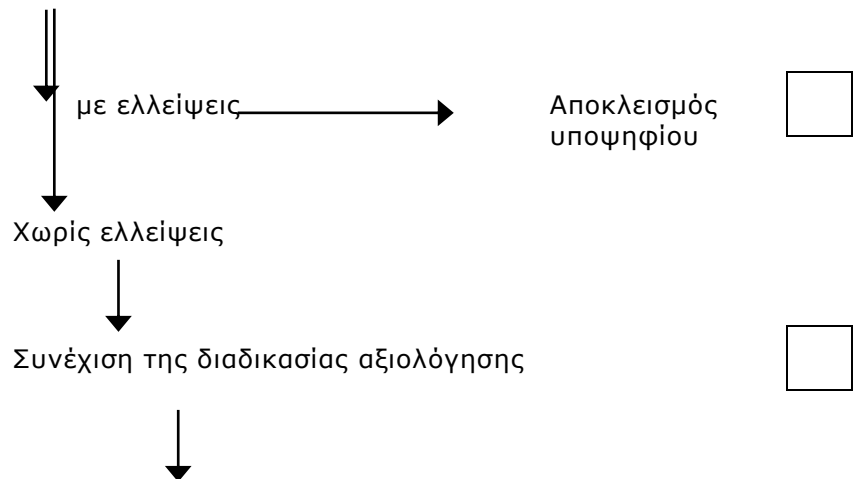 με ελλείψεις
Αποκλεισμός
υποψηφίου
Χωρίς ελλείψεις
Συνέχιση της διαδικασίας αξιολόγησης